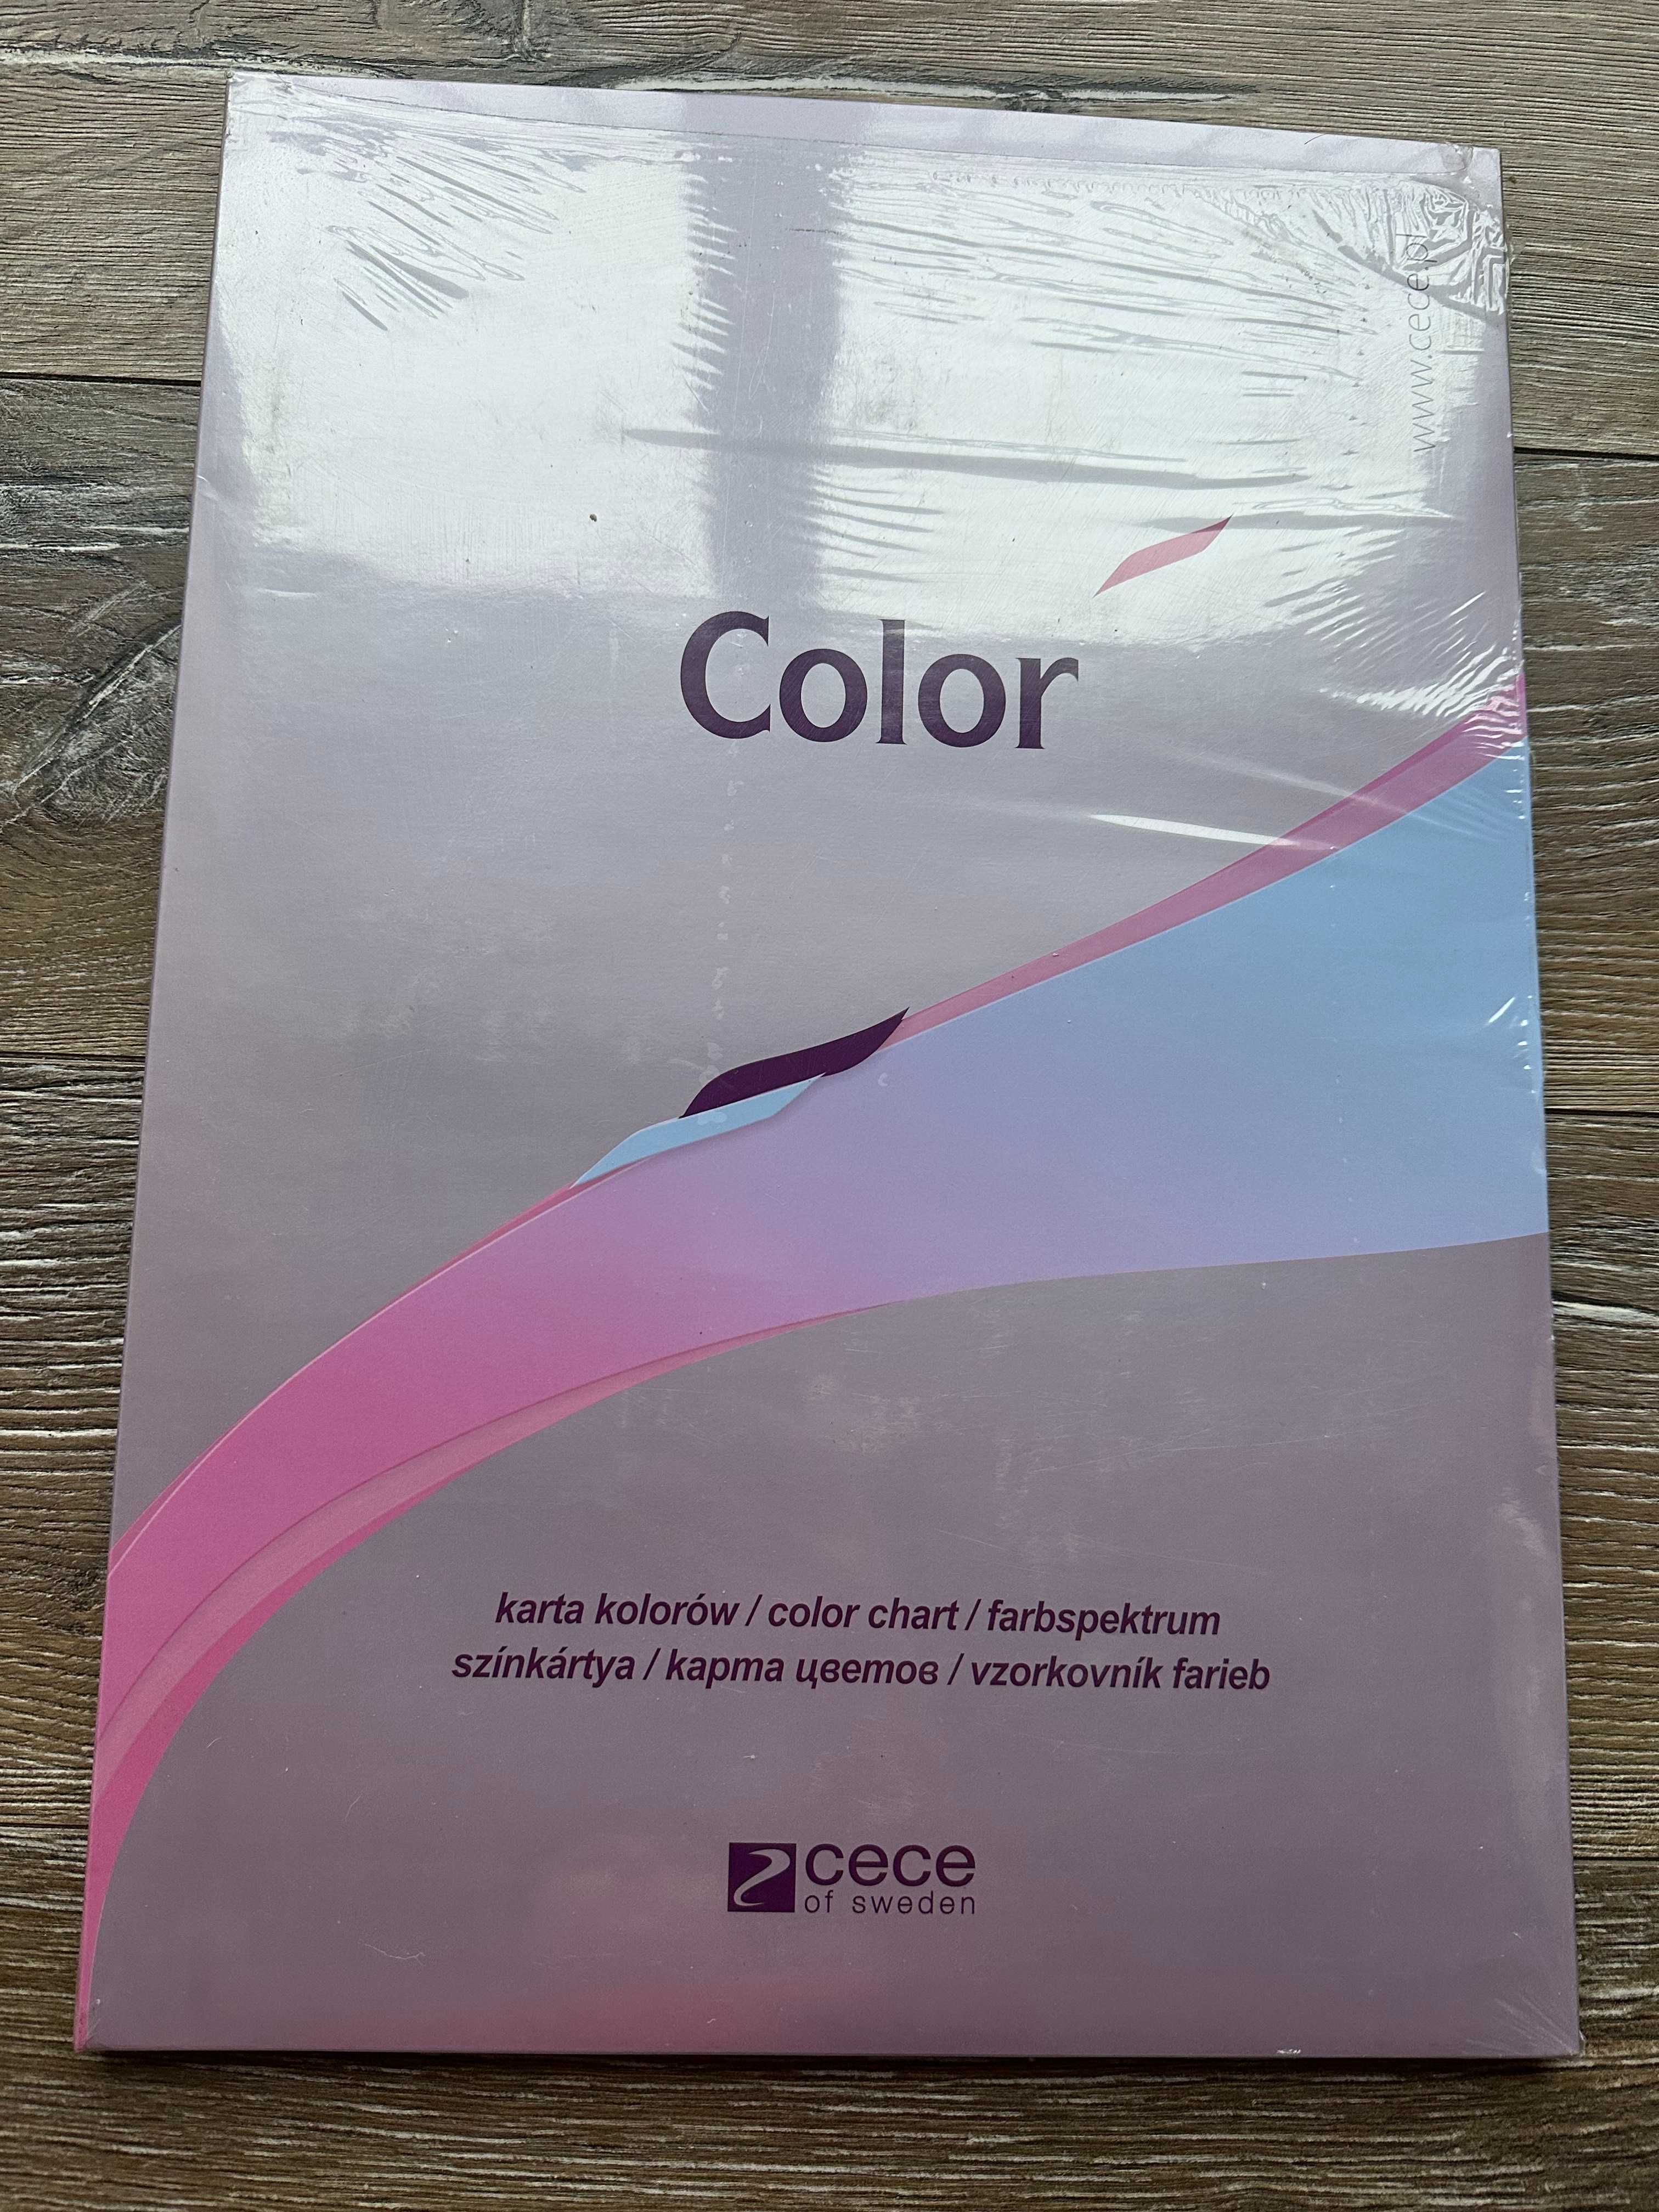 www.cece.pl
Color
karta kolorów / color chart / farbspektrum
színkártya / карта цветов / vzorkovník farieb
cece
of sweden